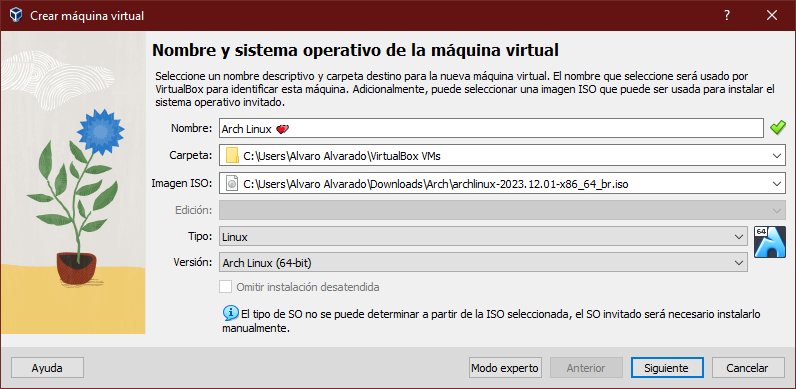 Crear máquina virtual
Nombre y sistema operativo de la máquina virtual
Seleccione un nombre descriptivo y carpeta destino para la nueva máquina virtual. El nombre que seleccione será usado por
VirtualBox para identificar esta máquina. Adicionalmente, puede seleccionar una imagen ISO que puede ser usada para instalar el
sistema operativo invitado.
Nombre: Arch Linux 💕
Carpeta: C:\Users\Alvaro Alvarado\VirtualBox VMs
Imagen ISO: C:\Users\Alvaro Alvarado\Downloads\Arch\archlinux-2023.12.01-x86_64_br.iso
Edición:
Tipo: Linux
64
Versión: Arch Linux (64-bit)
Omitir instalación desatendida
El tipo de SO no se puede determinar a partir de la ISO seleccionada, el SO invitado será necesario instalarlo
manualmente.
Ayuda Modo experto Anterior Siguiente Cancelar